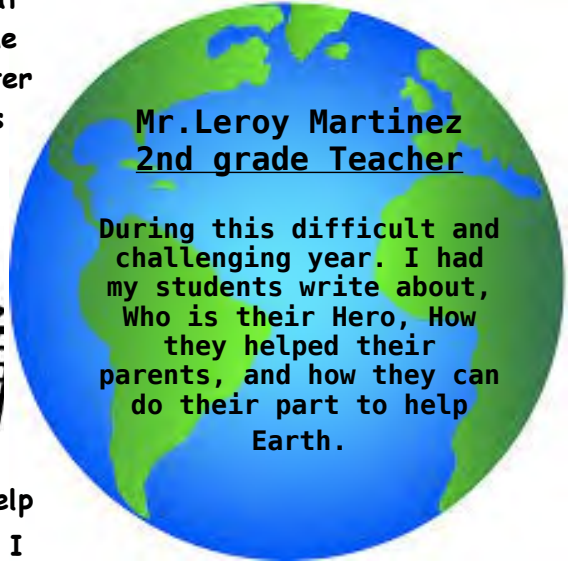 Mr.Leroy Martinez
2nd grade Teacher
During this difficult and
challenging year. I had
my students write about,
Who is their Hero, How
they helped their
parents, and how they can
do their part to help
Earth.
I